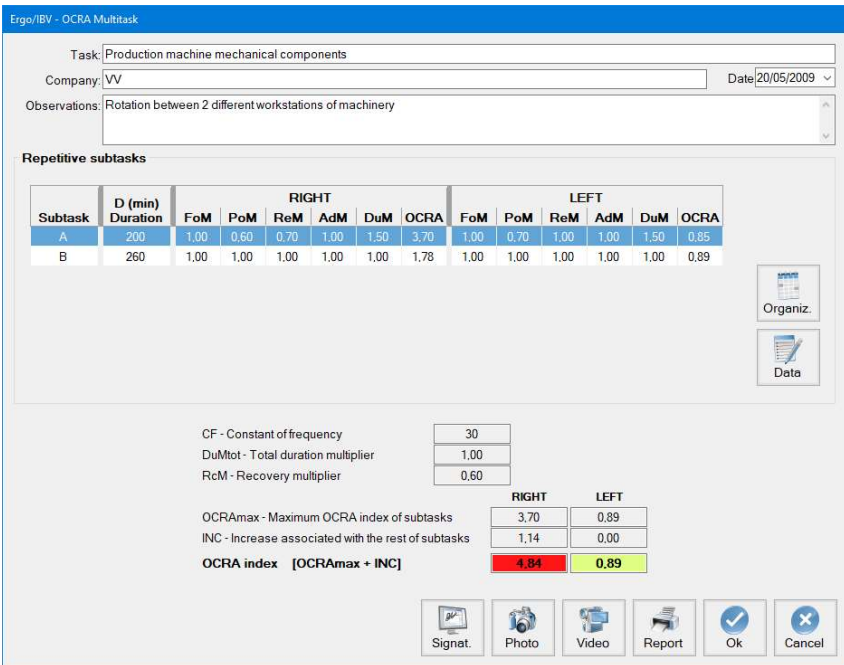 Ergo/IBV - OCRA Multitask
Task: Production machine mechanical components
Company: VV Date 20/05/2009
Observations: Rotation between 2 different workstations of machinery
Repetitive subtasks
RIGHT LEFT
Subtask D (min) Duration FoM PoM ReM AdM DuM OCRA FoM PoM ReM AdM DuM OCRA
A 200 1,00 0,60 0,70 1,00 1,50 3,70 1,00 0,70 1,00 1,00 1,50 0,85
B 260 1,00 1,00 1,00 1,00 1,00 1,78 1,00 1,00 1,00 1,00 1,00 0,89
Organiz.
Data
CF - Constant of frequency 30
DuMtot - Total duration multiplier 1,00
RcM - Recovery multiplier 0,60
RIGHT LEFT
OCRAmax - Maximum OCRA index of subtasks 3,70 0,89
INC - Increase associated with the rest of subtasks 1,14 0,00
OCRA index [OCRAmax + INC] 4,84 0,89
Signat. Photo Video Report Ok Cancel